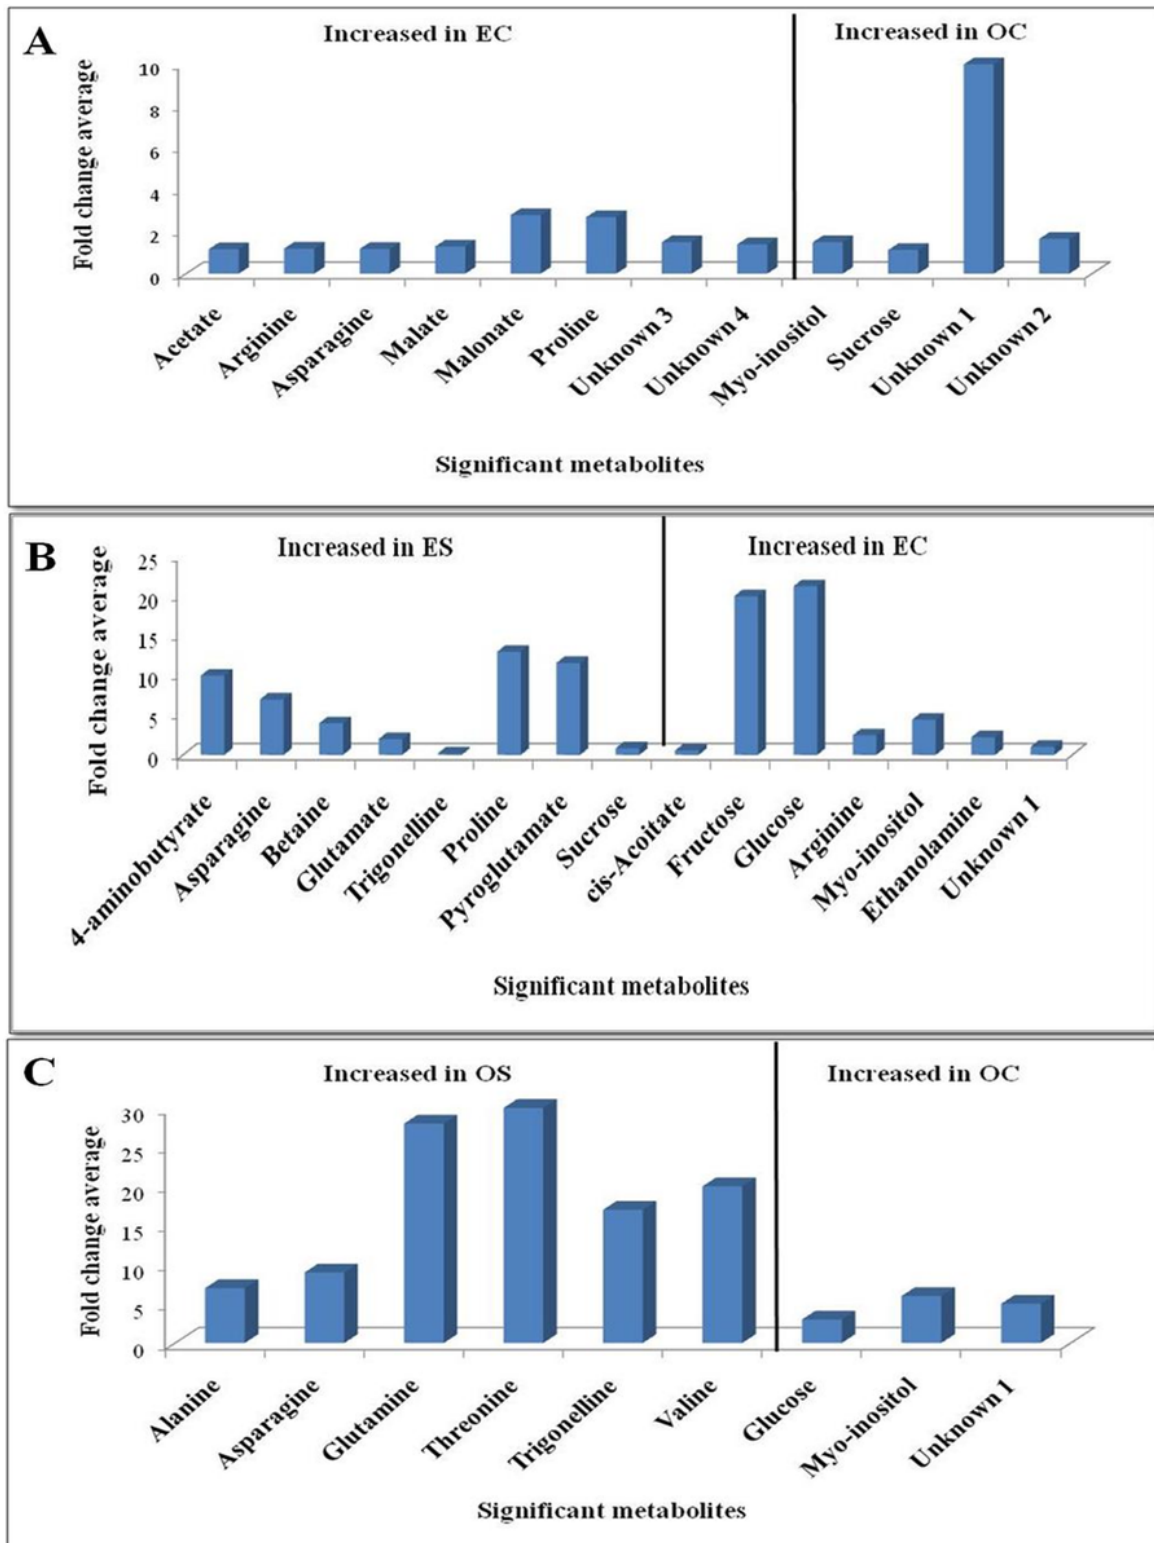 A
Increased in EC
Increased in OC
Fold change average
10
8
6
4
2
0
Acetate
Arginine
Asparagine
Malate
Malonate
Proline
Unknown 3
Unknown 4
Myo-inositol
Sucrose
Unknown 1
Unknown 2
Significant metabolites
B
Increased in ES
Increased in EC
Fold change average
25
20
15
10
5
0
4-aminobutyrate
Asparagine
Betaine
Glutamate
Trigonelline
Proline
Pyroglutamate
Sucrose
cis-Acoitate
Fructose
Glucose
Arginine
Myo-inositol
Ethanolamine
Unknown 1
Significant metabolites
C
Increased in OS
Increased in OC
Fold change average
30
25
20
15
10
5
0
Alanine
Asparagine
Glutamine
Threonine
Trigonelline
Valine
Glucose
Myo-inositol
Unknown 1
Significant metabolites